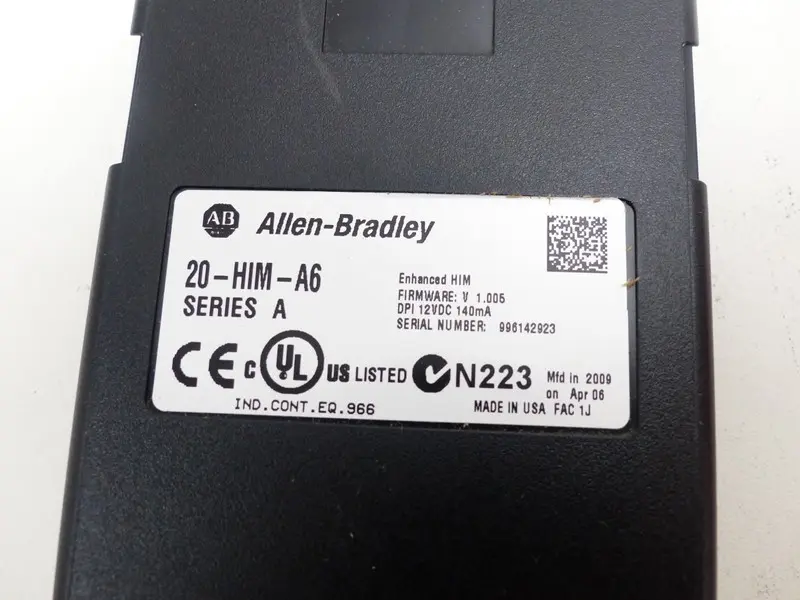 AB Allen-Bradley
20-HIM-A6
SERIES A
Enhanced HIM
FIRMWARE: V 1.005
DPI 12VDC 140mA
SERIAL NUMBER: 996142923
CE C UL US LISTED N223
IND.CONT.EQ.966
Mfd in 2009
on Apr 06
MADE IN USA FAC 1J